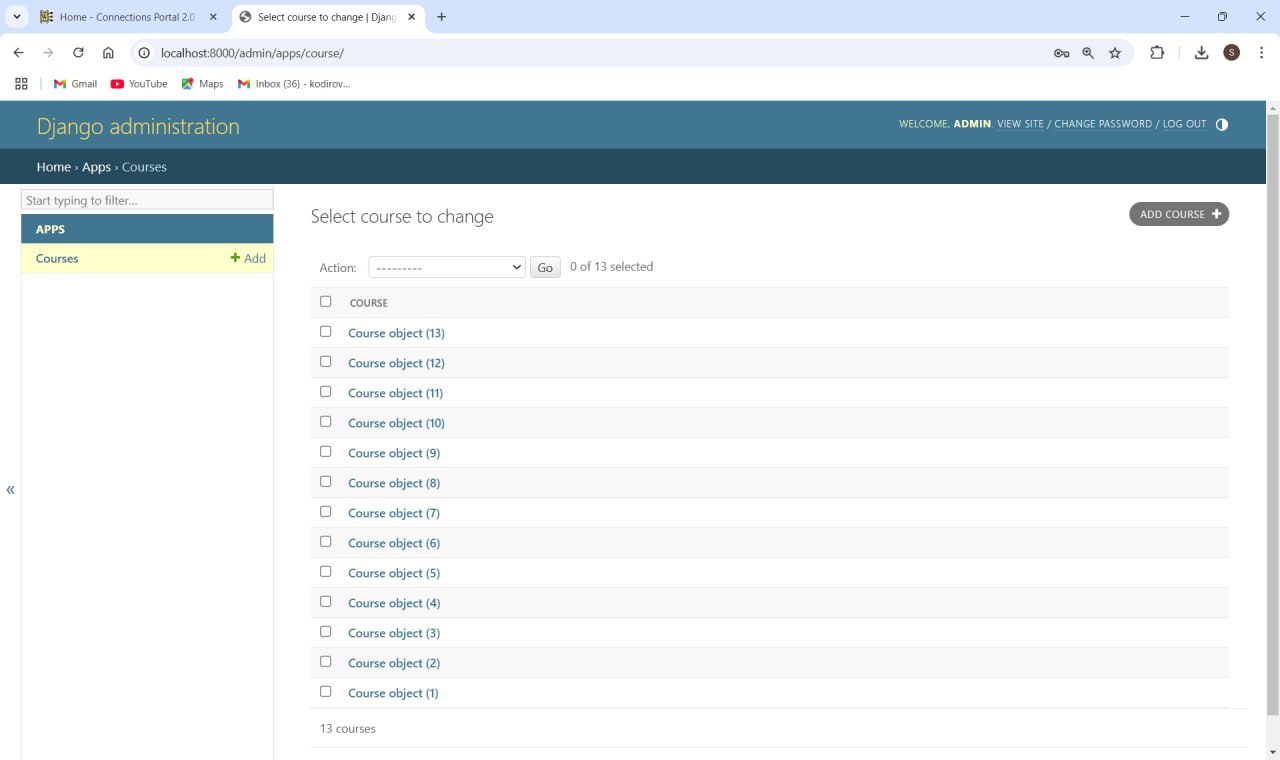 Home - Connections Portal 2.0
Select course to change | Djang
localhost:8000/admin/apps/course/
S
Gmail
YouTube
Maps
Inbox (36) - kodirov...
Django administration
WELCOME, ADMIN. VIEW SITE / CHANGE PASSWORD / LOG OUT
Home › Apps › Courses
Start typing to filter...
APPS
Courses
+ Add
«
Select course to change
ADD COURSE +
Action:
---------
Go
0 of 13 selected
COURSE
Course object (13)
Course object (12)
Course object (11)
Course object (10)
Course object (9)
Course object (8)
Course object (7)
Course object (6)
Course object (5)
Course object (4)
Course object (3)
Course object (2)
Course object (1)
13 courses